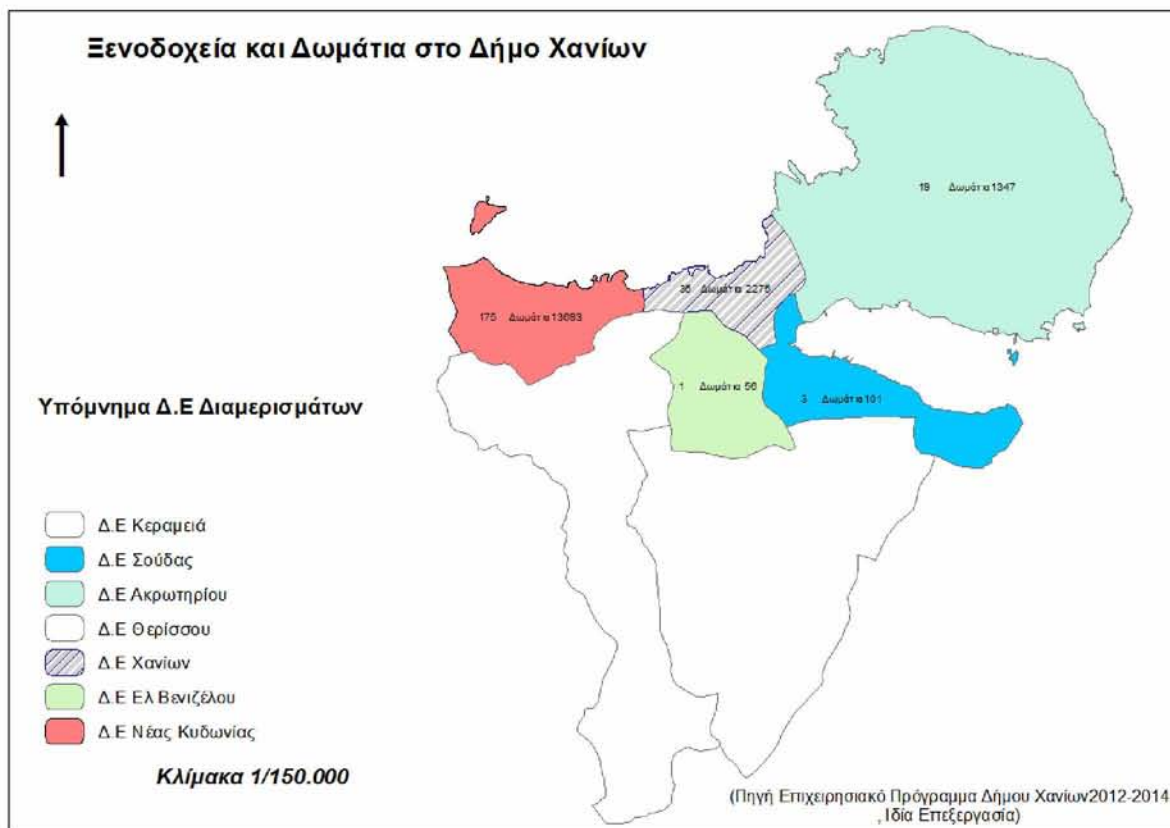 Ξενοδοχεία και Δωμάτια στο Δήμο Χανίων
19 Δωμάτια 1347
36 Δωμάτια 2276
175 Δωμάτια 13683
1 Δωμάτια 56
3 Δωμάτια 101
Υπόμνημα Δ.Ε Διαμερισμάτων
Δ.Ε Κεραμειά
Δ.Ε Σούδας
Δ.Ε Ακρωτηρίου
Δ.Ε Θερίσσου
Δ.Ε Χανίων
Δ.Ε Ελ Βενιζέλου
Δ.Ε Νέας Κυδωνίας
Κλίμακα 1/150.000
(Πηγή Επιχειρησιακό Πρόγραμμα Δήμου Χανίων2012-2014
, Ιδία Επεξεργασία)